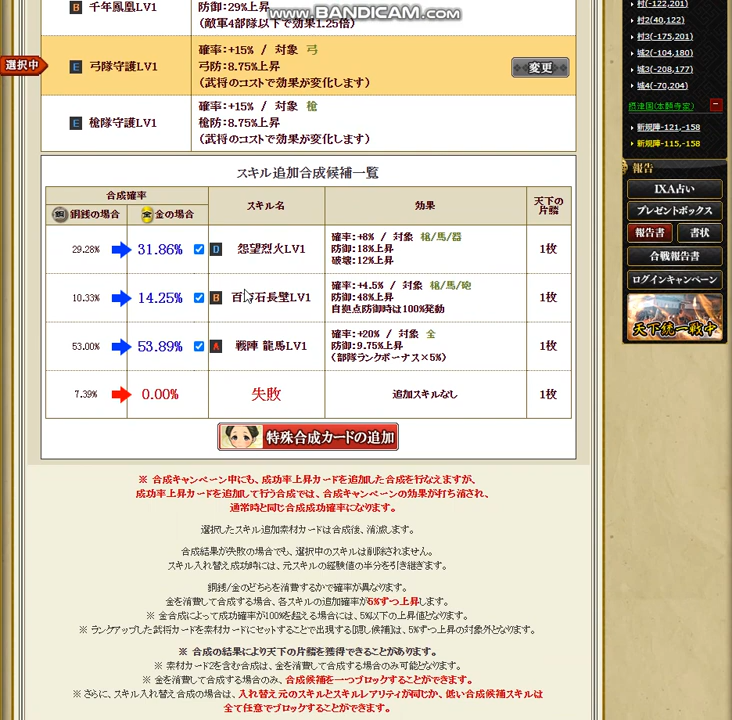 www.BANDICAM.com
B 千年鳳凰LV1
防御：29%上昇
（敵軍4部隊以下で効果1.25倍）
選択中
E 弓隊守護LV1
確率：+15% / 対象 弓
弓防：8.75%上昇
（武将のコストで効果が変化します）
変更
E 槍隊守護LV1
確率：+15% / 対象 槍
槍防：8.75%上昇
（武将のコストで効果が変化します）
スキル追加合成候補一覧
合成確率
スキル名
効果
天下の片鱗
銅 銅銭の場合
金 金の場合
29.28%
31.86%
D 怨望烈火LV1
確率：+8% / 対象 槍/馬/器
防御：18%上昇
破壊：12%上昇
1枚
10.33%
14.25%
B
石長壁LV1
確率：+4.5% / 対象 槍/馬/砲
防御：48%上昇
自拠点防御時は100%発動
1枚
53.00%
53.89%
A 戦陣 龍馬LV1
確率：+20% / 対象 全
防御：9.75%上昇
（部隊ランクボーナス×5%）
1枚
7.39%
0.00%
失敗
追加スキルなし
1枚
特殊合成カードの追加
※ 合成キャンペーン中にも、成功率上昇カードを追加した合成を行なえますが、
成功率上昇カードを追加して行う合成では、合成キャンペーンの効果が打ち消され、
通常時と同じ合成成功確率になります。
選択したスキル追加素材カードは合成後、消滅します。
合成結果が失敗の場合でも、選択中のスキルは削除されません。
スキル入れ替え成功時には、元スキルの経験値の半分を引き継ぎます。
銅銭/金のどちらを消費するかで確率が異なります。
金を消費して合成する場合、各スキルの追加確率が5%ずつ上昇します。
※ 金合成によって成功確率が100%を超える場合には、5%以下の上昇値となります。
※ ランクアップした武将カードを素材カードにセットすることで出現する[隠し候補]は、5%ずつ上昇の対象外となります。
※ 合成の結果により天下の片鱗を獲得できることがあります。
※ 素材カード2を含む合成は、金を消費して合成する場合のみ可能となります。
※ 金を消費して合成する場合のみ、合成候補を一つブロックすることができます。
※ さらに、スキル入れ替え合成の場合は、入れ替え元のスキルとスキルレアリティが同じか、低い合成候補スキルは
全て任意でブロックすることができます。
村(-122,201)
村2(40,122)
村3(-175,201)
城2(-104,180)
城3(-208,177)
城4(-70,204)
摂津国(本願寺家)
新規陣-121,-158
新規陣-115,-158
報告
IXA占い
プレゼントボックス
報告書
書状
合戦報告書
ログインキャンペーン
天下統一戦中